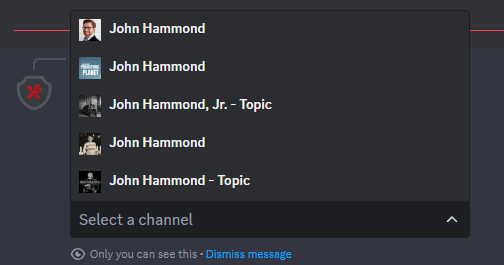 John Hammond
John Hammond
John Hammond, Jr. - Topic
John Hammond
John Hammond - Topic
Select a channel
Only you can see this • Dismiss message